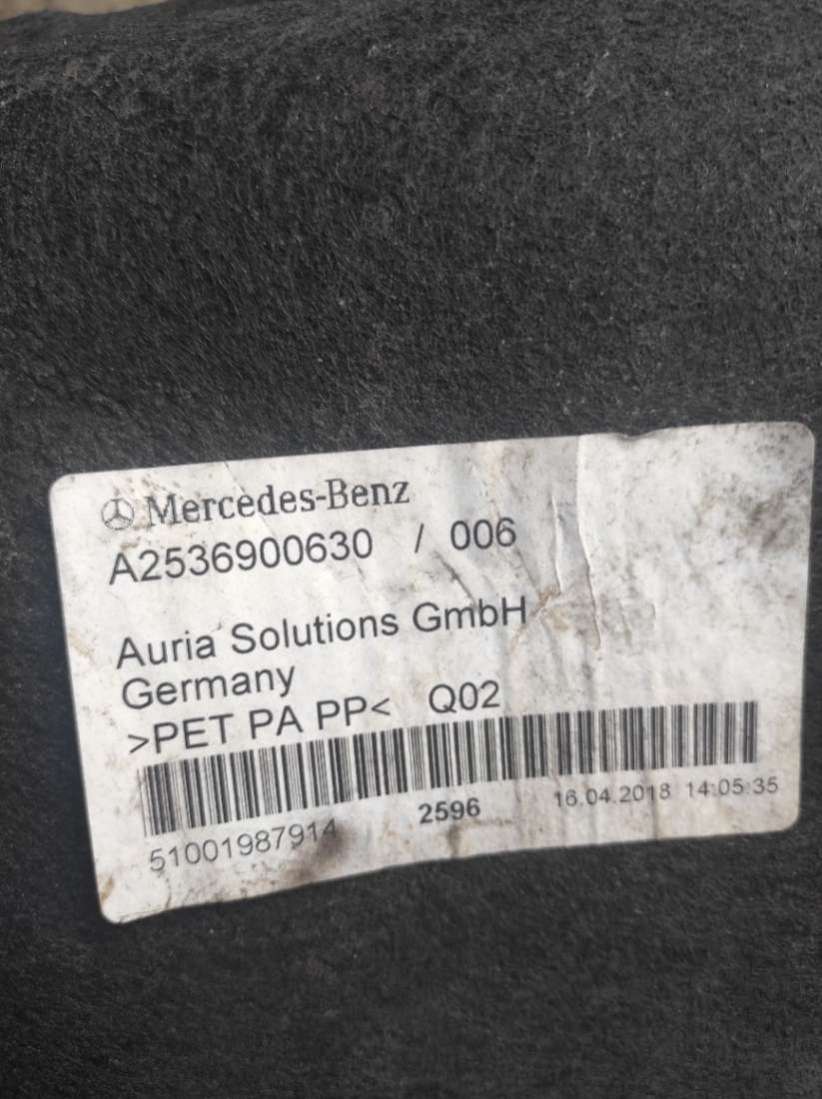 Mercedes-Benz
A2536900630 / 006
Auria Solutions GmbH
Germany
>PET PA PP< Q02
51001987914 2596 16.04.2018 14:05:35